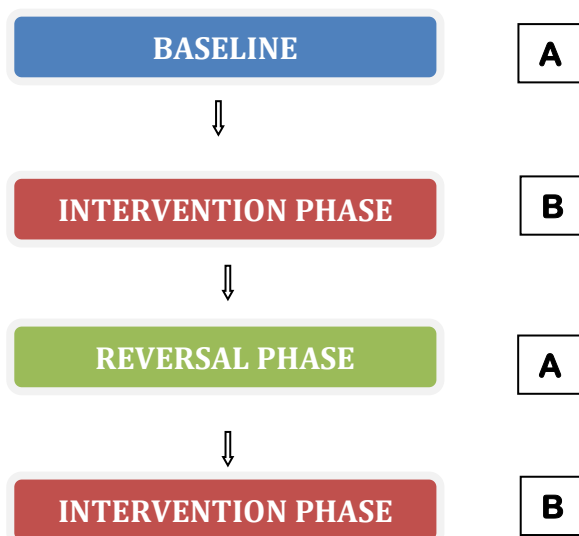 BASELINE A
INTERVENTION PHASE B
REVERSAL PHASE A
INTERVENTION PHASE B